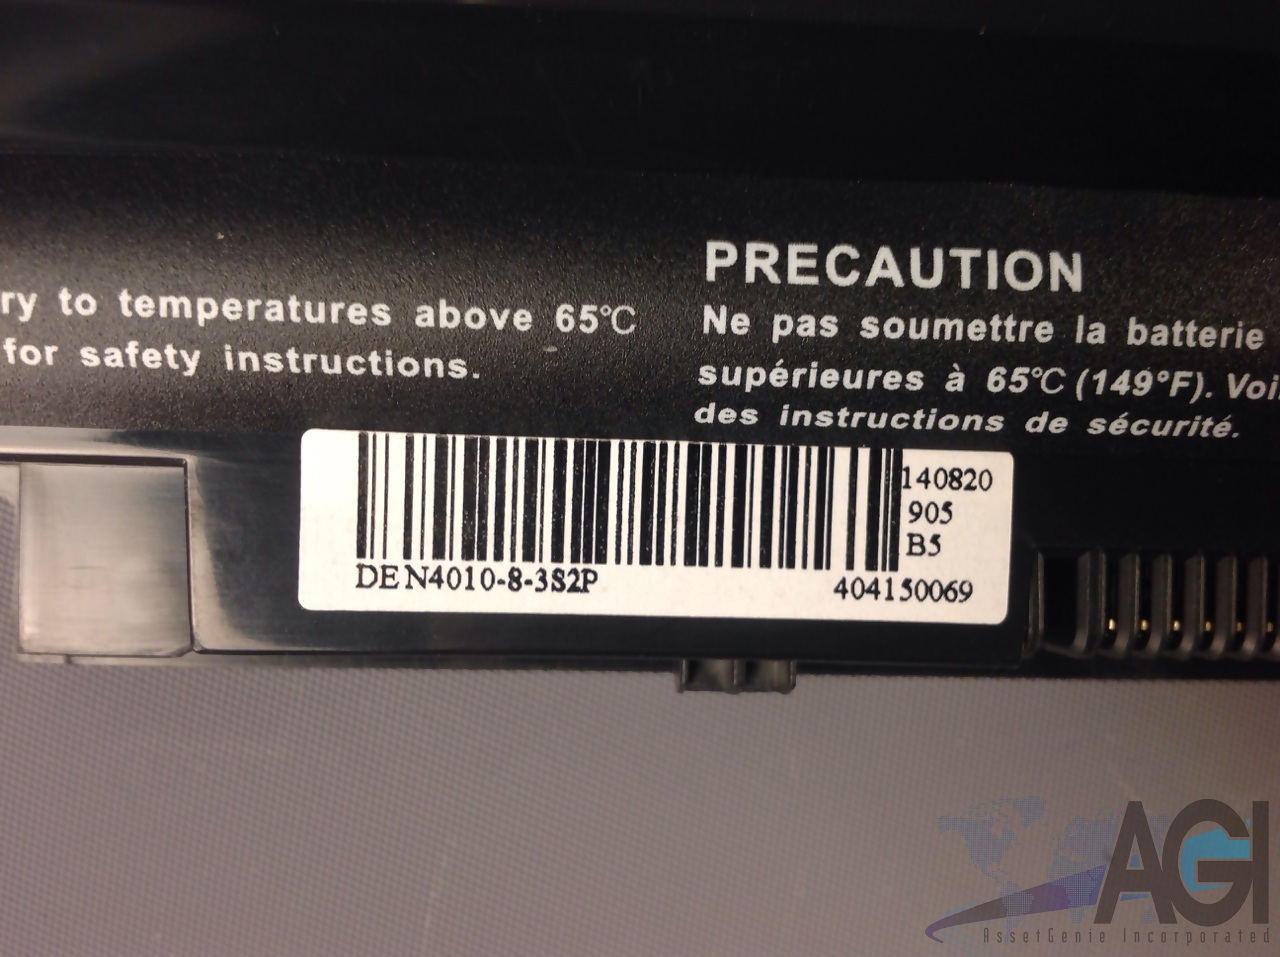 ry to temperatures above 65℃
for safety instructions.
PRECAUTION
Ne pas soumettre la batterie
supérieures à 65℃ (149°F). Voi
des instructions de sécurité.
140820
905
B5
DEN4010-8-3S2P
404150069
AGI
AssetGenie Incorporated